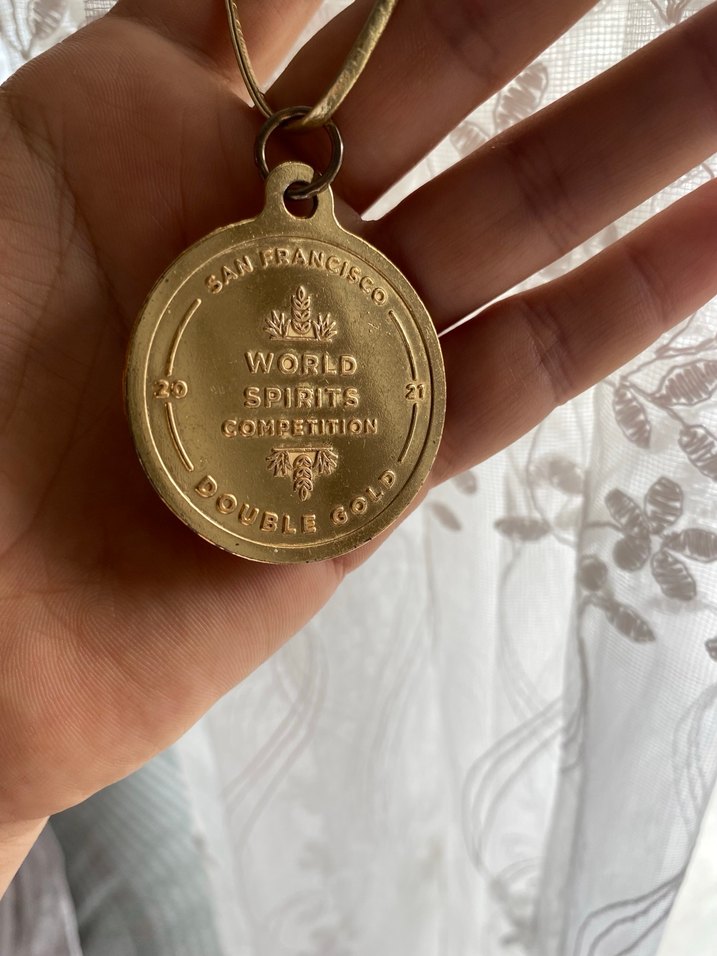 SAN FRANCISCO
WORLD
SPIRITS
COMPETITION
20 21
DOUBLE GOLD